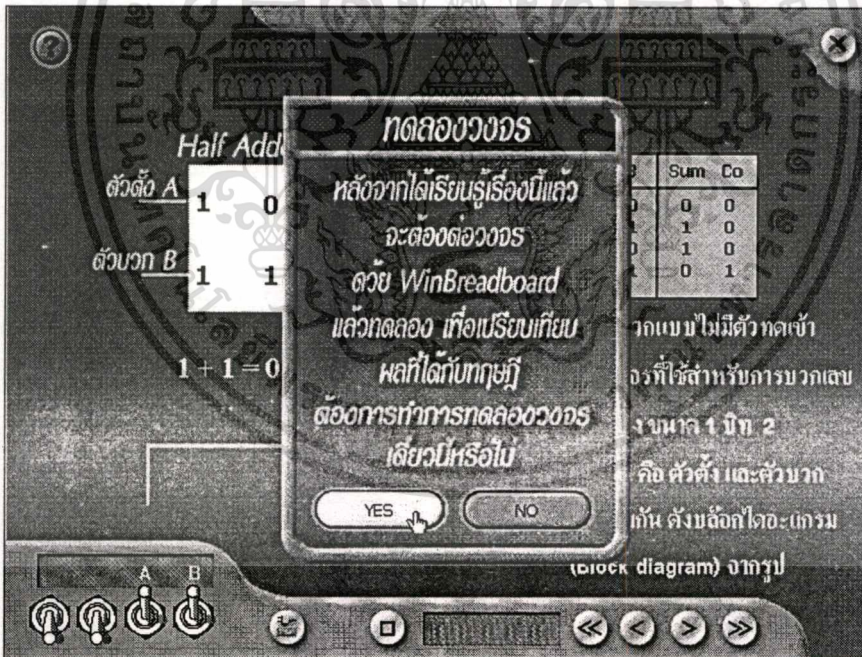 ?
×
Half Adde
ตัวตั้ง A
1 0
ตัวบวก B
1 1
1 + 1 = 0
ทดลองวงจร
หลังจากได้เรียนรู้เรื่องนี้แล้ว
จะต้องต่อวงจร
ด้วย WinBreadboard
แล้วทดลอง เพื่อเปรียบเทียบ
ผลที่ได้กับทฤษฎี
ต้องการทำการทดลองวงจร
เดี๋ยวนี้หรือไม่
YES NO
Sum Co
0 0 0
1 1 0
0 1 0
1 0 1
วกแบบไม่มีตัวทดเข้า
จรที่ใช้สำหรับการบวกเลข
ง ขนาด 1 บิท 2
คือ ตัวตั้ง และตัวบวก
กัน ดังบล๊อกไดอะแกรม
(Block diagram) จากรูป
A B